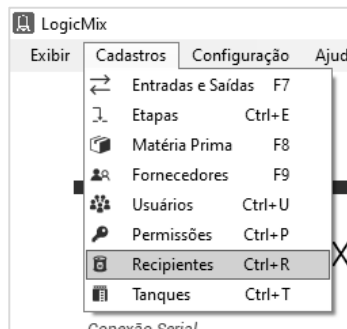 LogicMix
Exibir Cadastros Configuração Ajud
Entradas e Saídas F7
Etapas Ctrl+E
Matéria Prima F8
Fornecedores F9
Usuários Ctrl+U
Permissões Ctrl+P
Recipientes Ctrl+R
Tanques Ctrl+T
Conexão Serial